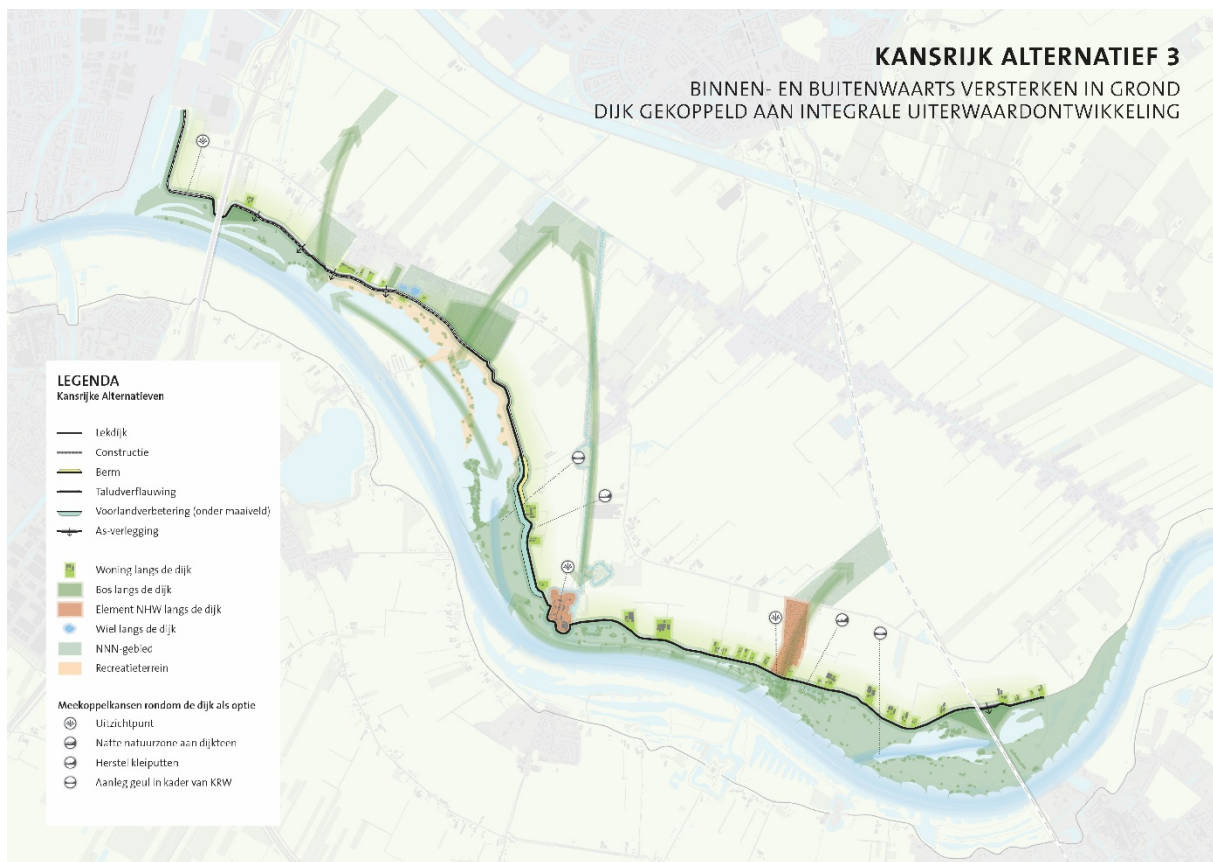 KANSRIJK ALTERNATIEF 3
BINNEN- EN BUITENWAARTS VERSTERKEN IN GROND
DIJK GEKOPPELD AAN INTEGRALE UITERWAARDONTWIKKELING
LEGENDA
Kansrijke Alternatieven
Lekdijk
Constructie
Berm
Taludverflauwing
Voorlandverbetering (onder maaiveld)
As-verlegging
Woning langs de dijk
Bos langs de dijk
Element NHW langs de dijk
Wiel langs de dijk
NNN-gebied
Recreatieterrein
Meekoppelkansen rondom de dijk als optie
Uitzichtpunt
Natte natuurzone aan dijkteen
Herstel kleiputten
Aanleg geul in kader van KRW